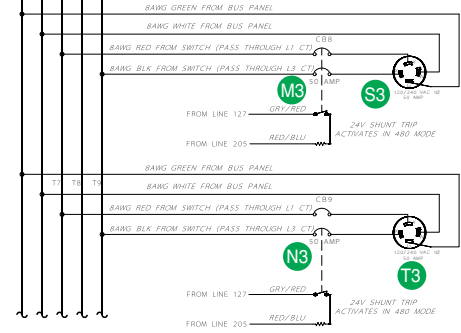 8AWG GREEN FROM BUS PANEL
8AWG WHITE FROM BUS PANEL
CB8
8AWG RED FROM SWITCH (PASS THROUGH L1 CT)
8AWG BLK FROM SWITCH (PASS THROUGH L3 CT)
50 AMP
M3
S3
120/240 VAC 1Ø
50 AMP
GRY/RED
FROM LINE 127
24V SHUNT TRIP
ACTIVATES IN 480 MODE
RED/BLU
FROM LINE 205
8AWG GREEN FROM BUS PANEL
T7 T8 T9
8AWG WHITE FROM BUS PANEL
CB9
8AWG RED FROM SWITCH (PASS THROUGH L1 CT)
8AWG BLK FROM SWITCH (PASS THROUGH L3 CT)
50 AMP
N3
T3
120/240 VAC 1Ø
50 AMP
GRY/RED
FROM LINE 127
24V SHUNT TRIP
ACTIVATES IN 480 MODE
RED/BLU
FROM LINE 205